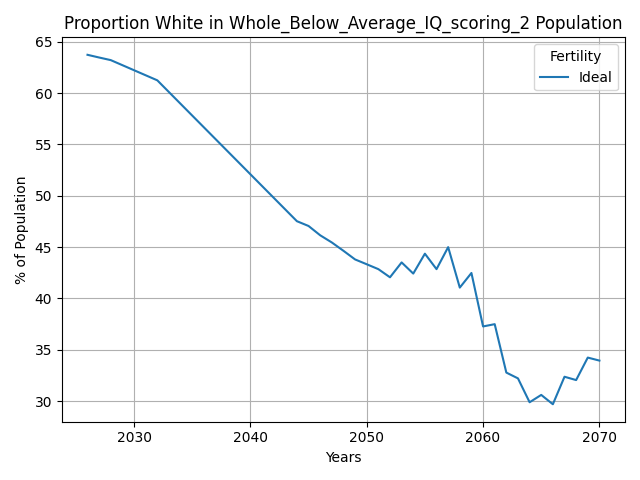 Proportion White in Whole_Below_Average_IQ_scoring_2 Population
Fertility
Ideal
% of Population
65
60
55
50
45
40
35
30
2030
2040
2050
2060
2070
Years